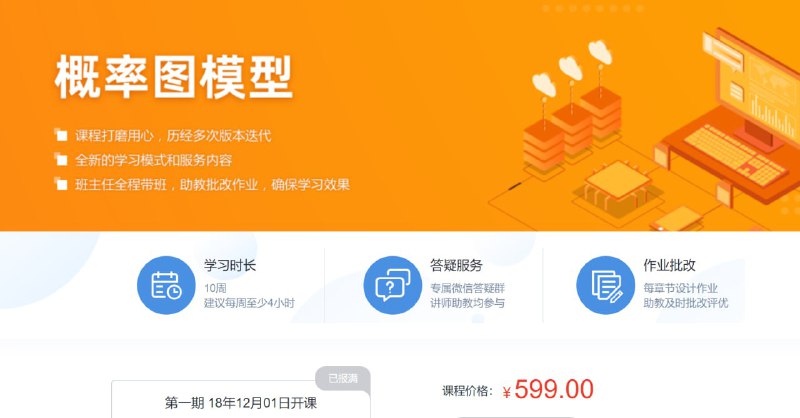 概率图模型
课程打磨用心，历经多次版本迭代
全新的学习模式和服务内容
班主任全程带班，助教批改作业，确保学习效果
学习时长
10周
建议每周至少4小时
答疑服务
专属微信答疑群
讲师助教均参与
作业批改
每章节设计作业
助教及时批改评优
已报满
第一期 18年12月01日开课
课程价格：￥599.00